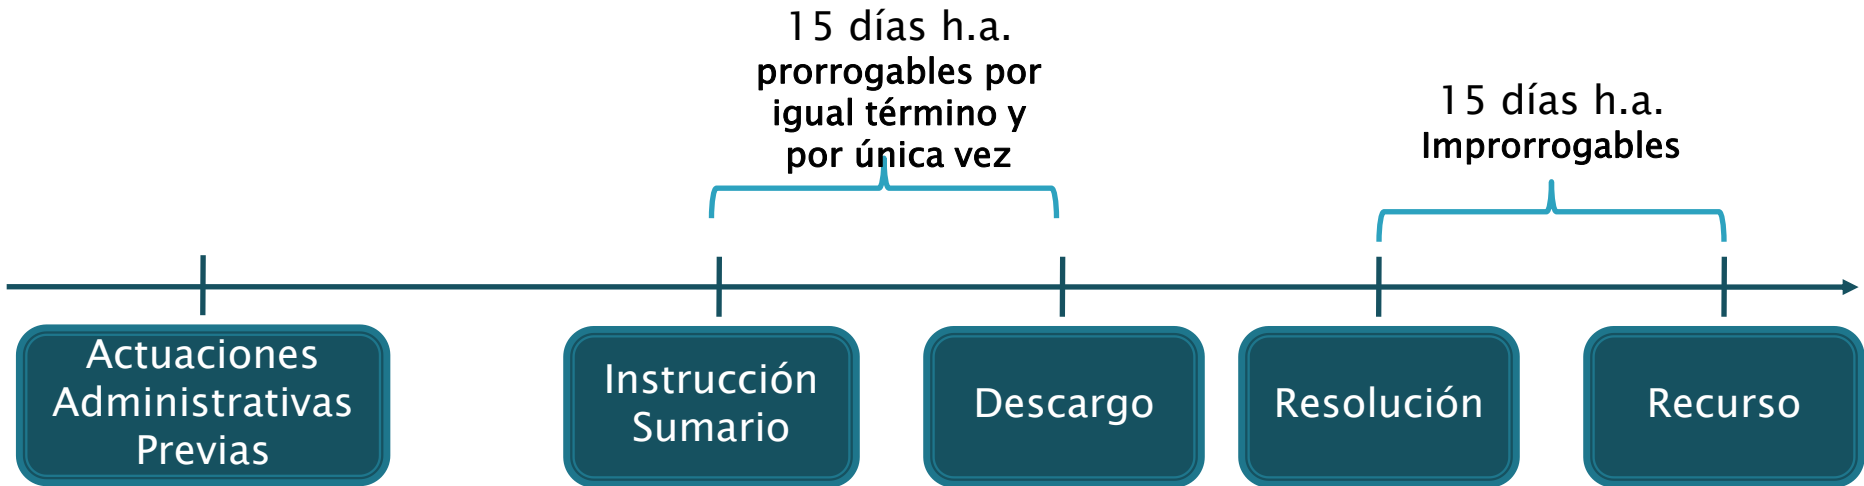 15 días h.a.
prorrogables por
igual término y
por única vez
15 días h.a.
Improrrogables
Actuaciones
Administrativas
Previas
Instrucción
Sumario
Descargo
Resolución
Recurso